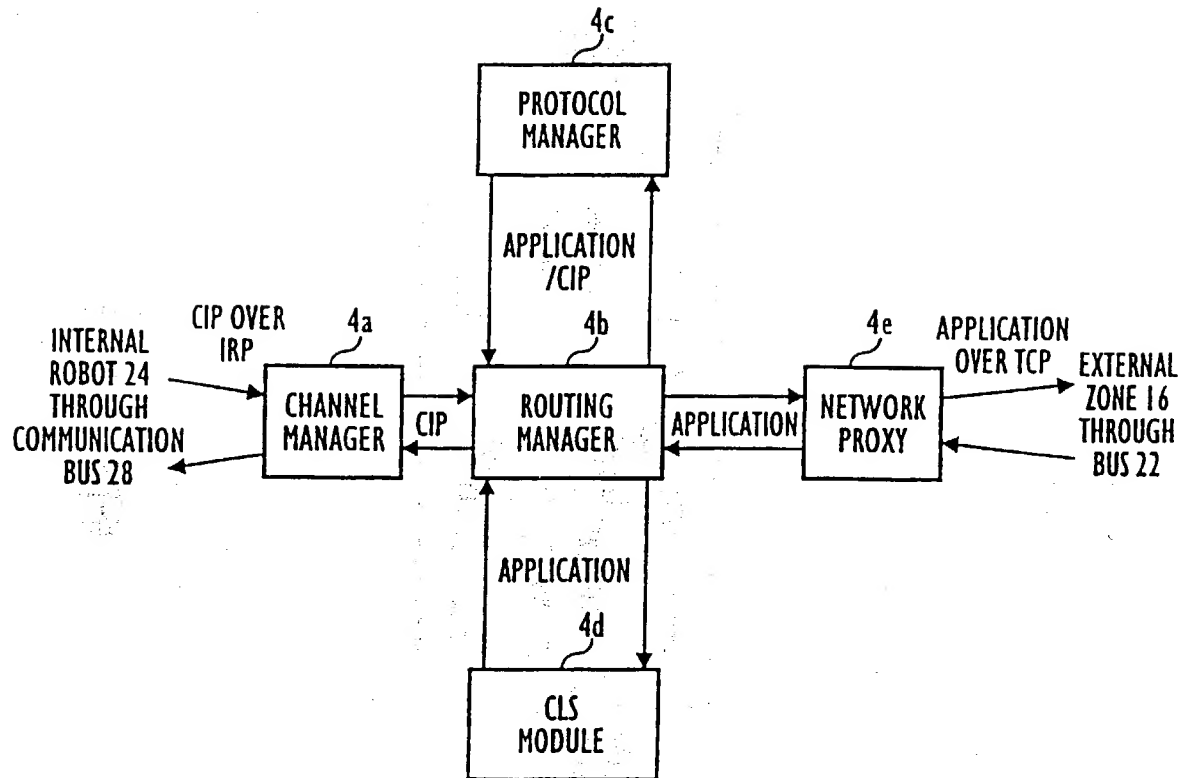 4c
PROTOCOL
MANAGER
APPLICATION
/CIP
CIP OVER
IRP
4a
4b
4e
APPLICATION
OVER TCP
INTERNAL
ROBOT 24
THROUGH
COMMUNICATION
BUS 28
CHANNEL
MANAGER
CIP
ROUTING
MANAGER
APPLICATION
NETWORK
PROXY
EXTERNAL
ZONE 16
THROUGH
BUS 22
APPLICATION
4d
CLS
MODULE